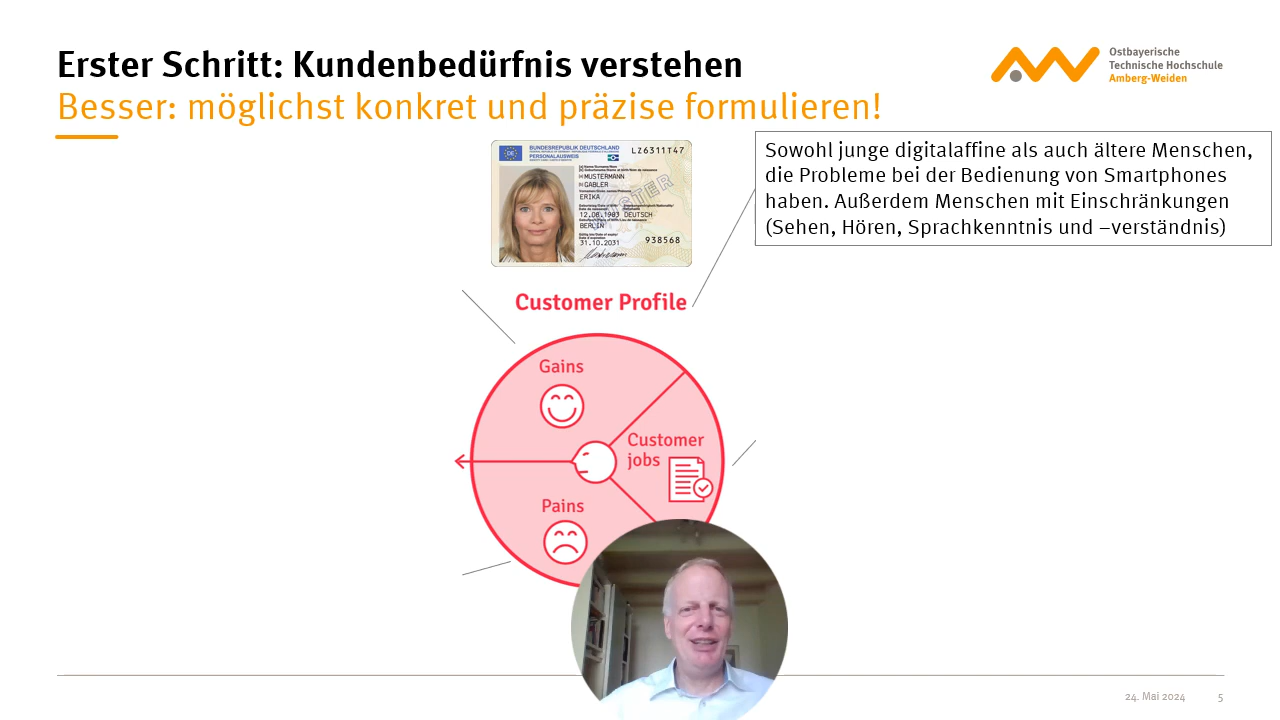 Erster Schritt: Kundenbedürfnis verstehen
Besser: möglichst konkret und präzise formulieren!
Ostbayerische
Technische Hochschule
Amberg-Weiden
BUNDESREPUBLIK DEUTSCHLAND
PERSONALAUSWEIS
LZ6311T47
MUSTERMANN
GABLER
ERIKA
12.08.1983 DEUTSCH
BERLIN
31.10.2031
938568
Sowohl junge digitalaffine als auch ältere Menschen,
die Probleme bei der Bedienung von Smartphones
haben. Außerdem Menschen mit Einschränkungen
(Sehen, Hören, Sprachkenntnis und –verständnis)
Customer Profile
Gains
Customer
jobs
Pains
24. Mai 2024
5